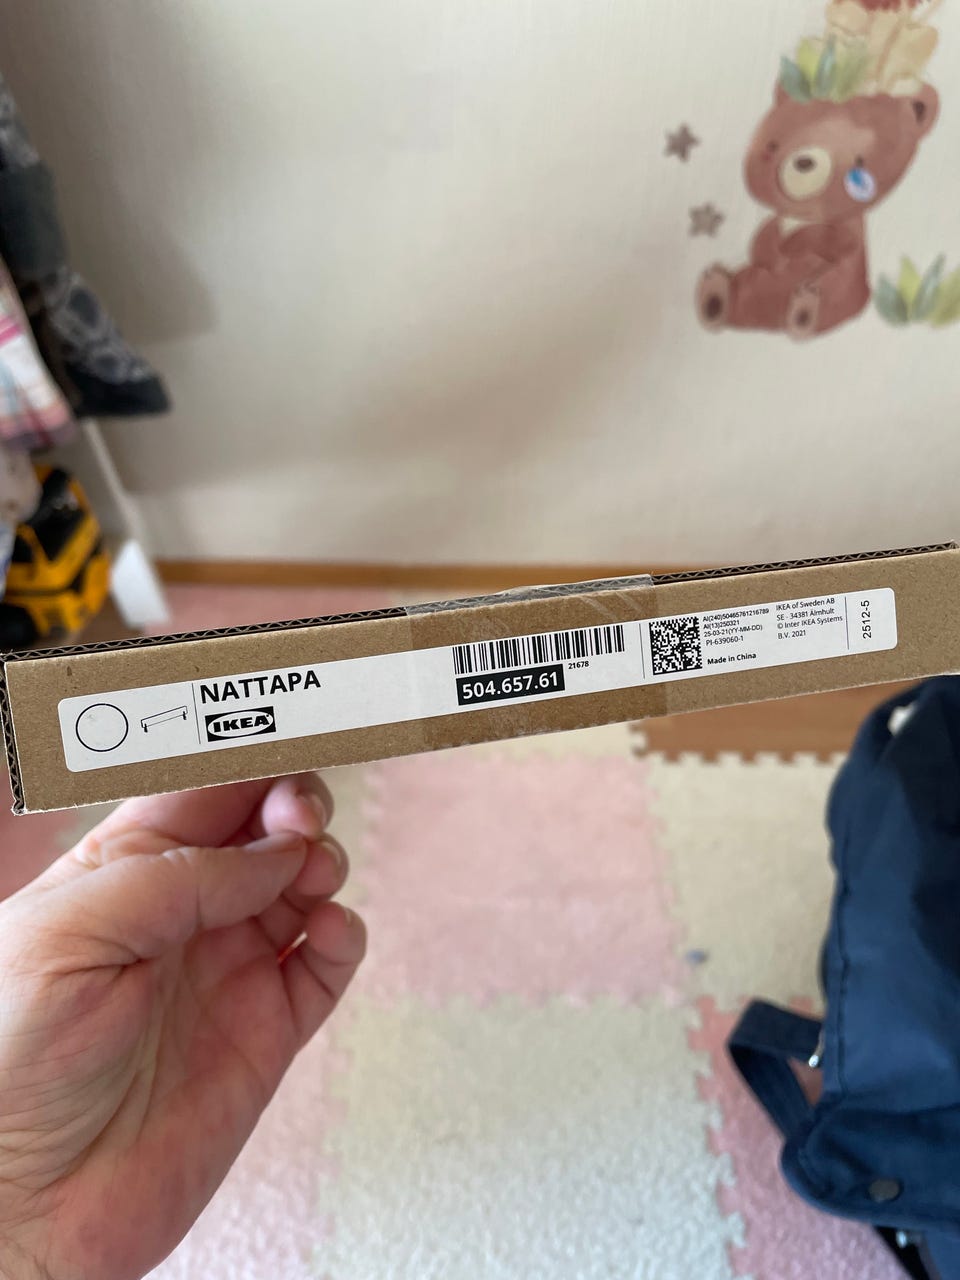 NATTAPA
IKEA
21678
504.657.61
AI(240)50465761216789
AI(13)250321
25-03-21(YY-MM-DD)
PI-639060-1
Made in China
IKEA of Sweden AB
SE - 34381 Älmhult
© Inter IKEA Systems
B.V. 2021
2512-5